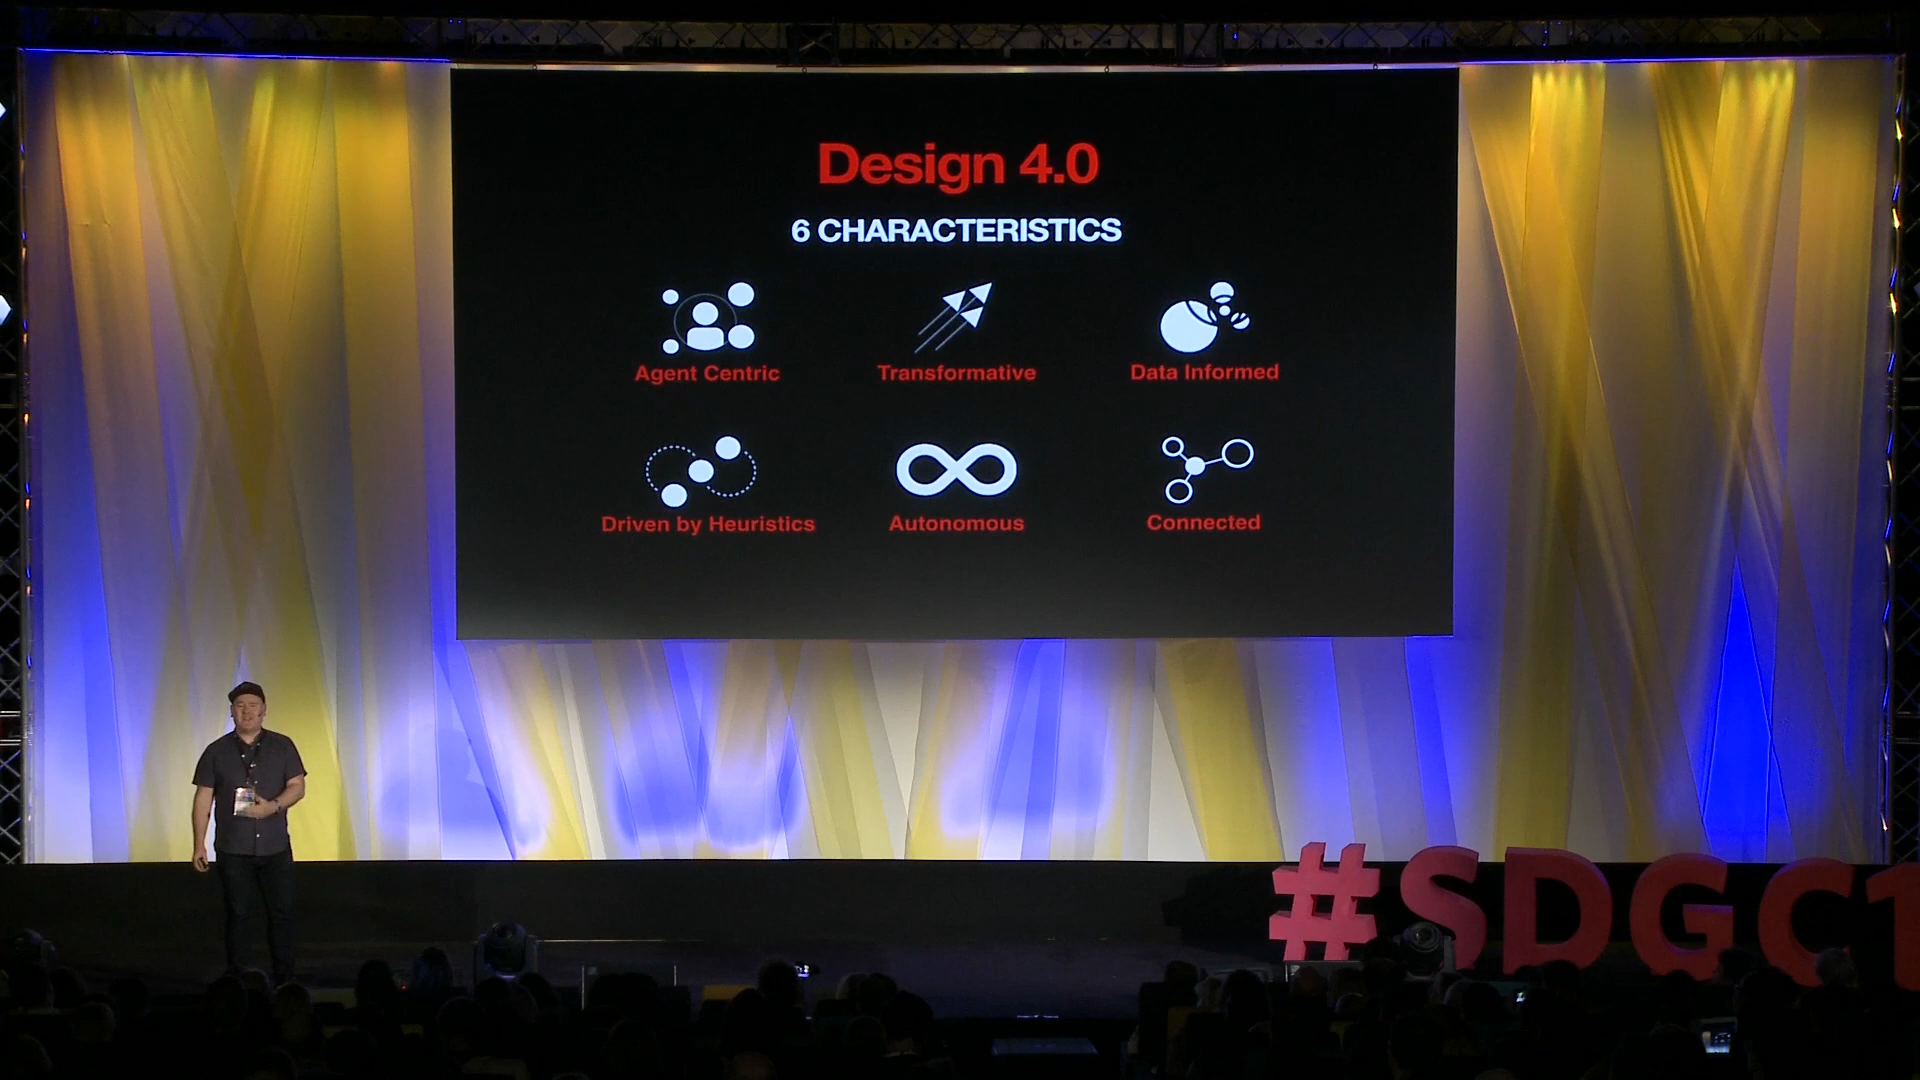 Design 4.0
6 CHARACTERISTICS
Agent Centric
Transformative
Data Informed
Driven by Heuristics
Autonomous
Connected
#SDGC1